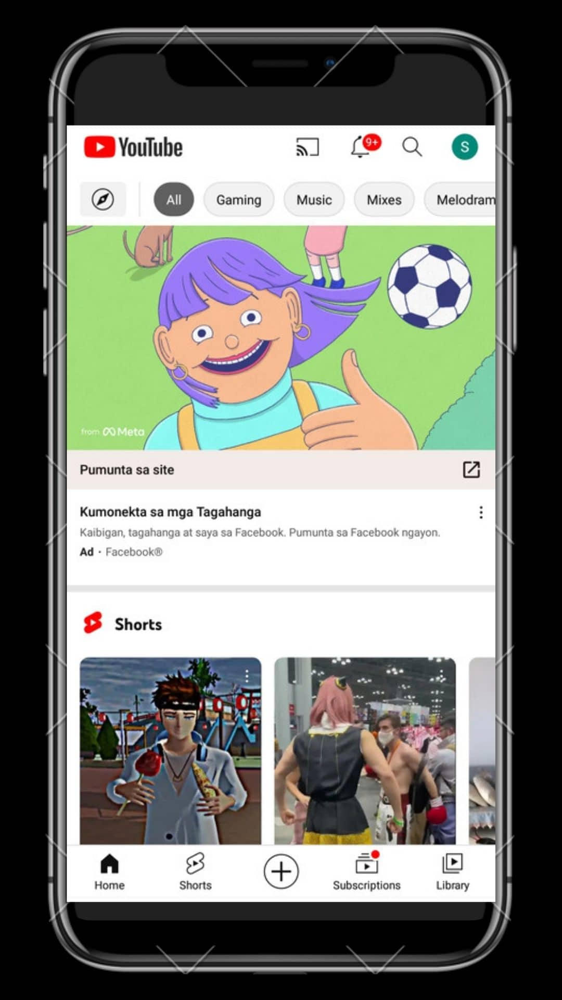 YouTube
9+
S
All
Gaming
Music
Mixes
Melodram
from Meta
Pumunta sa site
Kumonekta sa mga Tagahanga
Kaibigan, tagahanga at saya sa Facebook. Pumunta sa Facebook ngayon.
Ad · Facebook®
Shorts
Home
Shorts
Subscriptions
Library